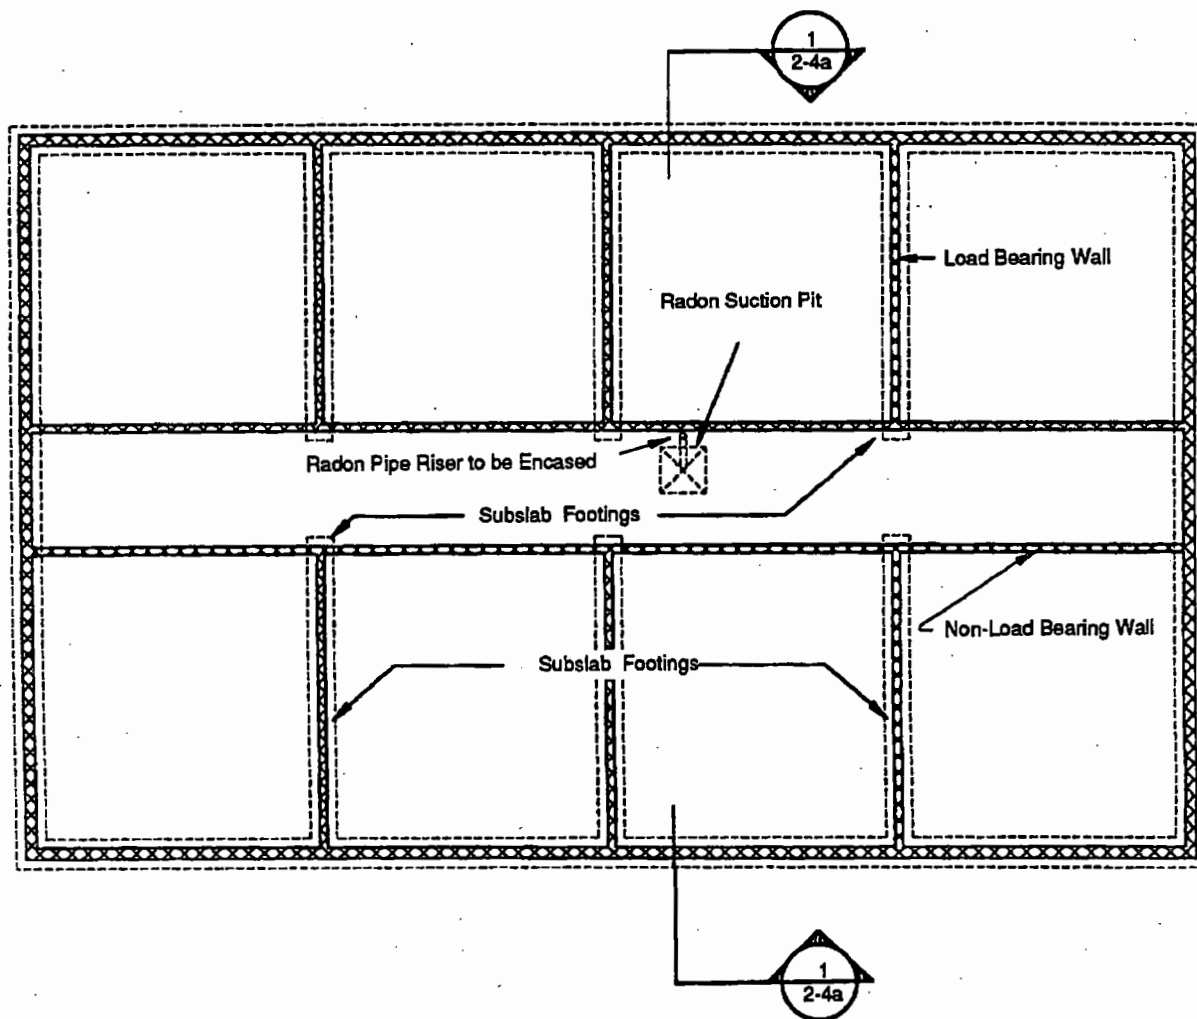 1
2-4a
Load Bearing Wall
Radon Suction Pit
Radon Pipe Riser to be Encased
Subslab Footings
Non-Load Bearing Wall
Subslab Footings
1
2-4a